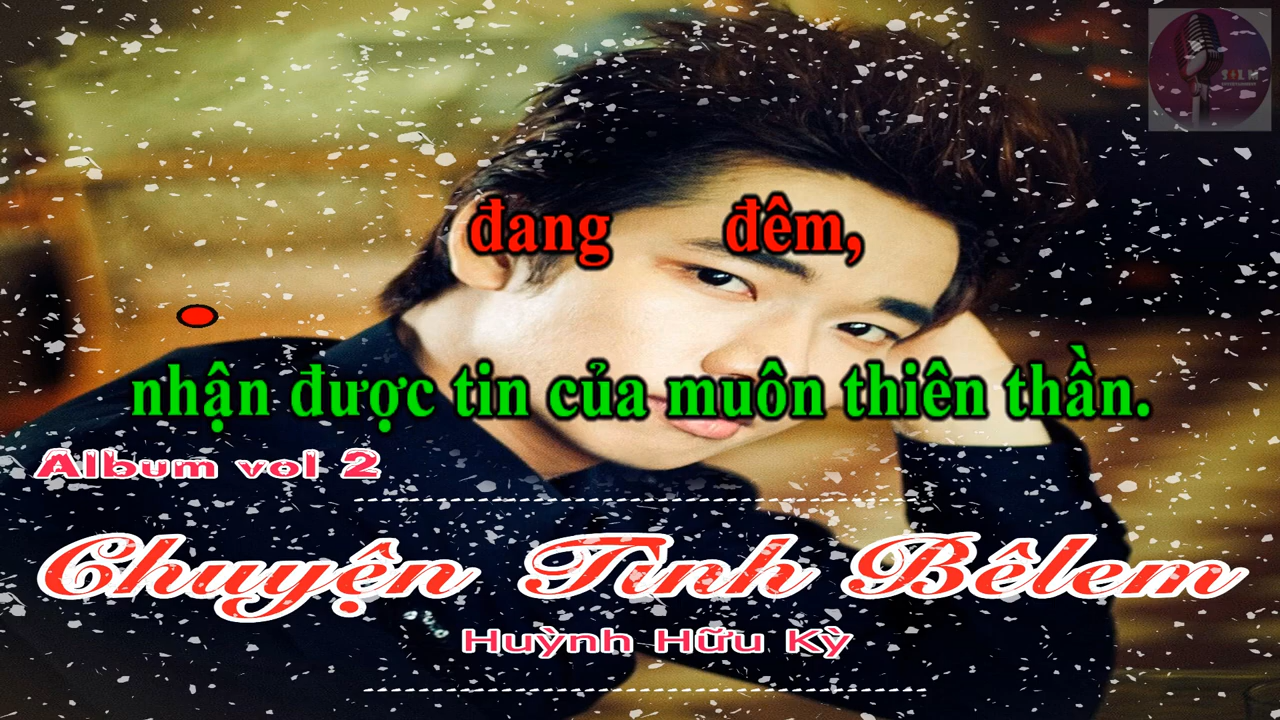 đang đêm,
nhận được tin của muôn thiên thần.
Album vol 2
Chuyện Tình Bêlem
Huỳnh Hữu Kỳ